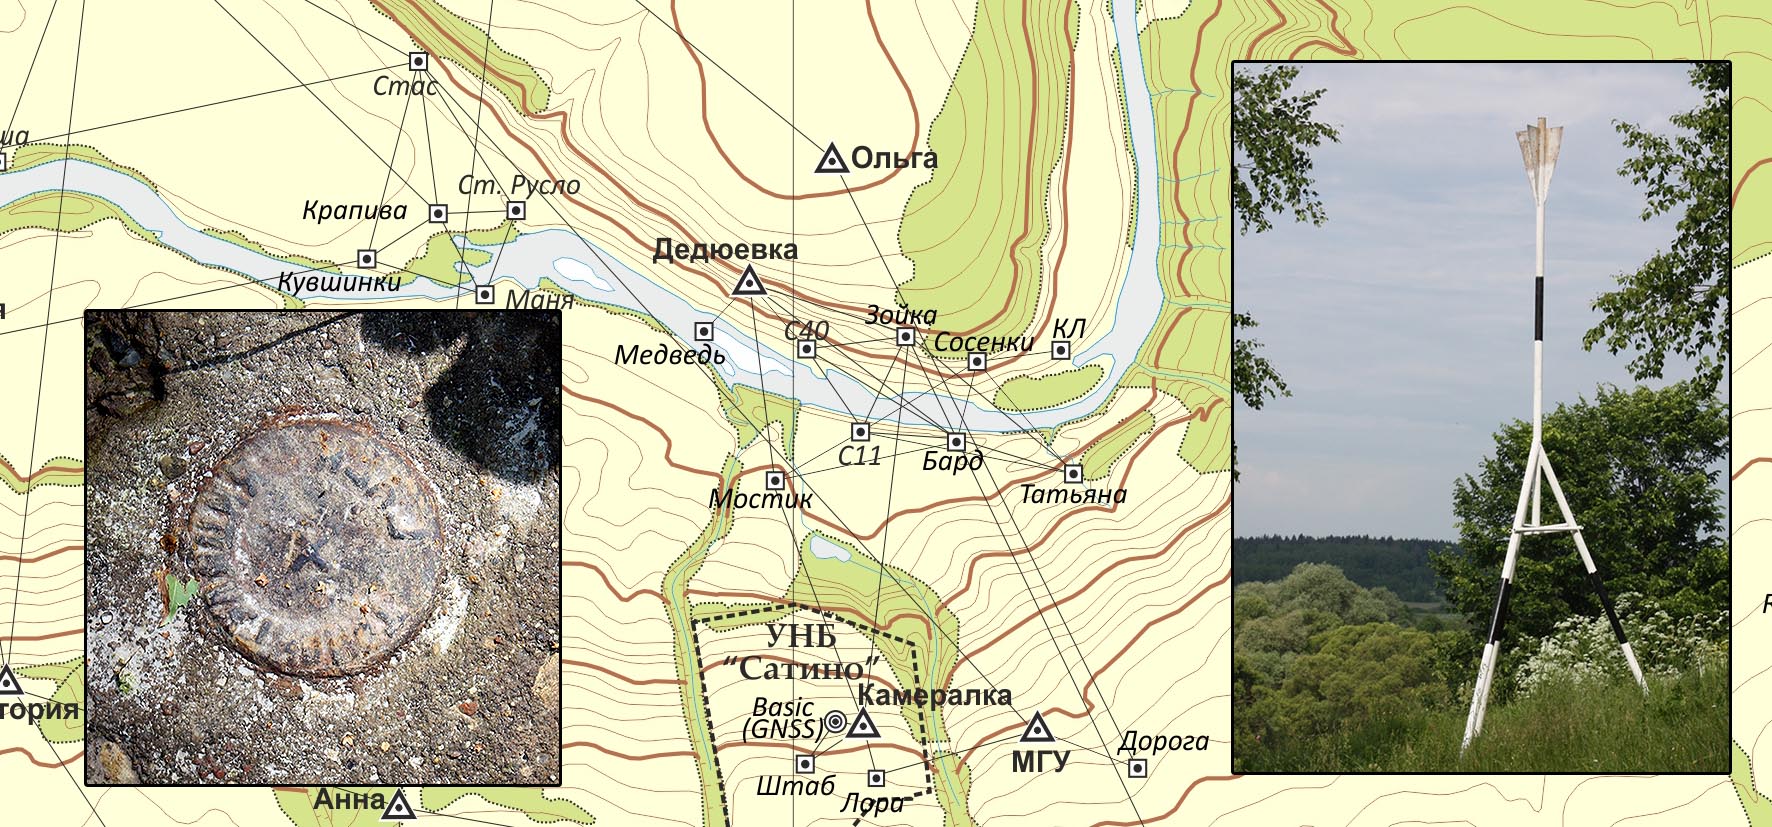 Стас
Ольга
Ст. Русло
Крапива
Дедюевка
Кувшинки
Маня
Зойка
С40
КЛ
Сосенки
Медведь
С11
Бард
Мостик
Татьяна
УНБ
“Сатино”
Камералка
Basic
(GNSS)
тория
Дорога
МГУ
Штаб
Анна
Лора